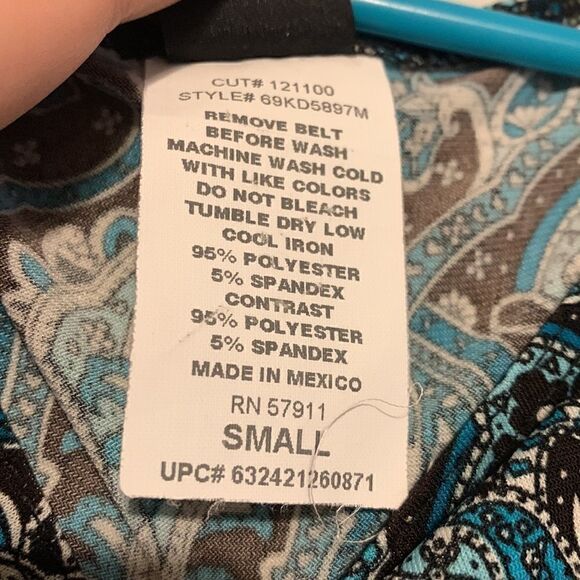 CUT# 121100
STYLE# 69KD5897M
REMOVE BELT
BEFORE WASH
MACHINE WASH COLD
WITH LIKE COLORS
DO NOT BLEACH
TUMBLE DRY LOW
COOL IRON
95% POLYESTER
5% SPANDEX
CONTRAST
95% POLYESTER
5% SPANDEX
MADE IN MEXICO
RN 57911
SMALL
UPC# 632421260871